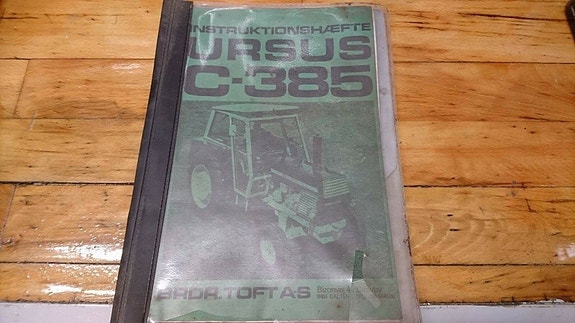 INSTRUKTIONSHÆFTE
URSUS
C-385
BRDR. TOFT A-S